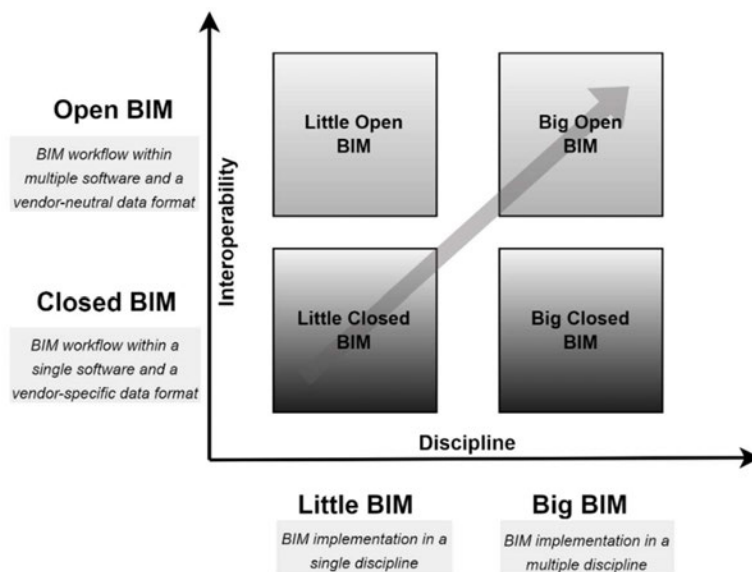 Open BIM
BIM workflow within
multiple software and a
vendor-neutral data format
Closed BIM
BIM workflow within a
single software and a
vendor-specific data format
Interoperability
Little Open
BIM
Big Open
BIM
Little Closed
BIM
Big Closed
BIM
Discipline
Little BIM
BIM implementation in a
single discipline
Big BIM
BIM implementation in a
multiple discipline